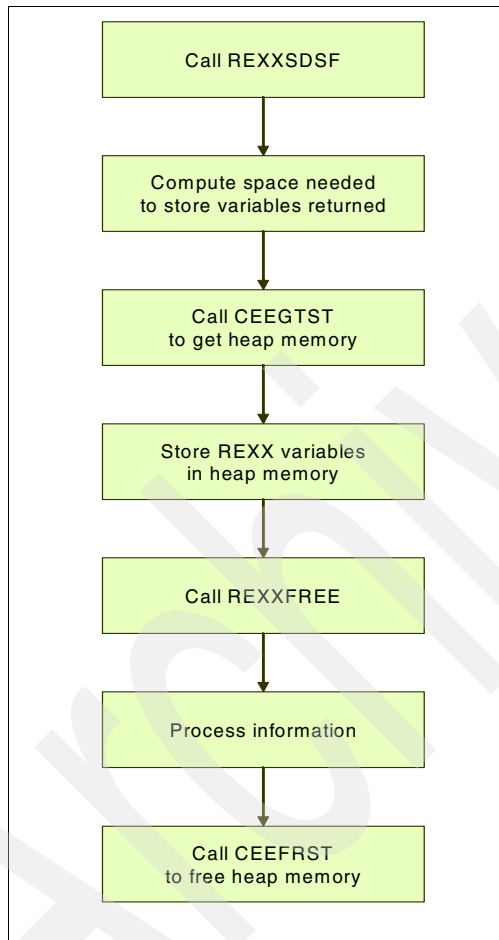 Call REXXSDSF
Compute space needed
to store variables returned
Call CEEGTST
to get heap memory
Store REXX variables
in heap memory
Call REXXFREE
Process information
Call CEEFRST
to free heap memory